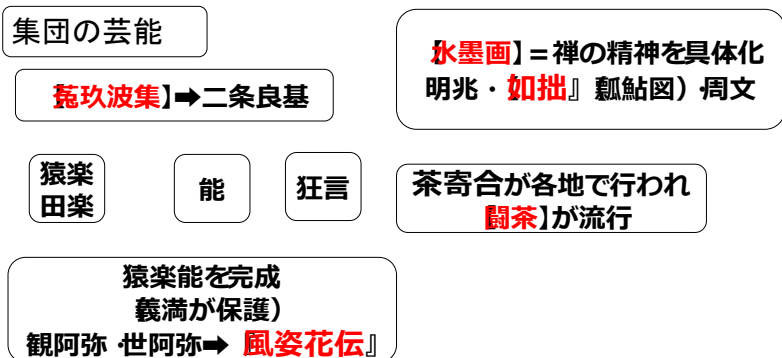 集団の芸能
【菟玖波集】➡二条良基
猿楽
田楽
能
狂言
猿楽能を完成
義満が保護）
観阿弥・世阿弥➡『風姿花伝』
【水墨画】＝禅の精神を具体化
明兆・『如拙』瓢鮎図）・周文
茶寄合が各地で行われ
【闘茶】が流行